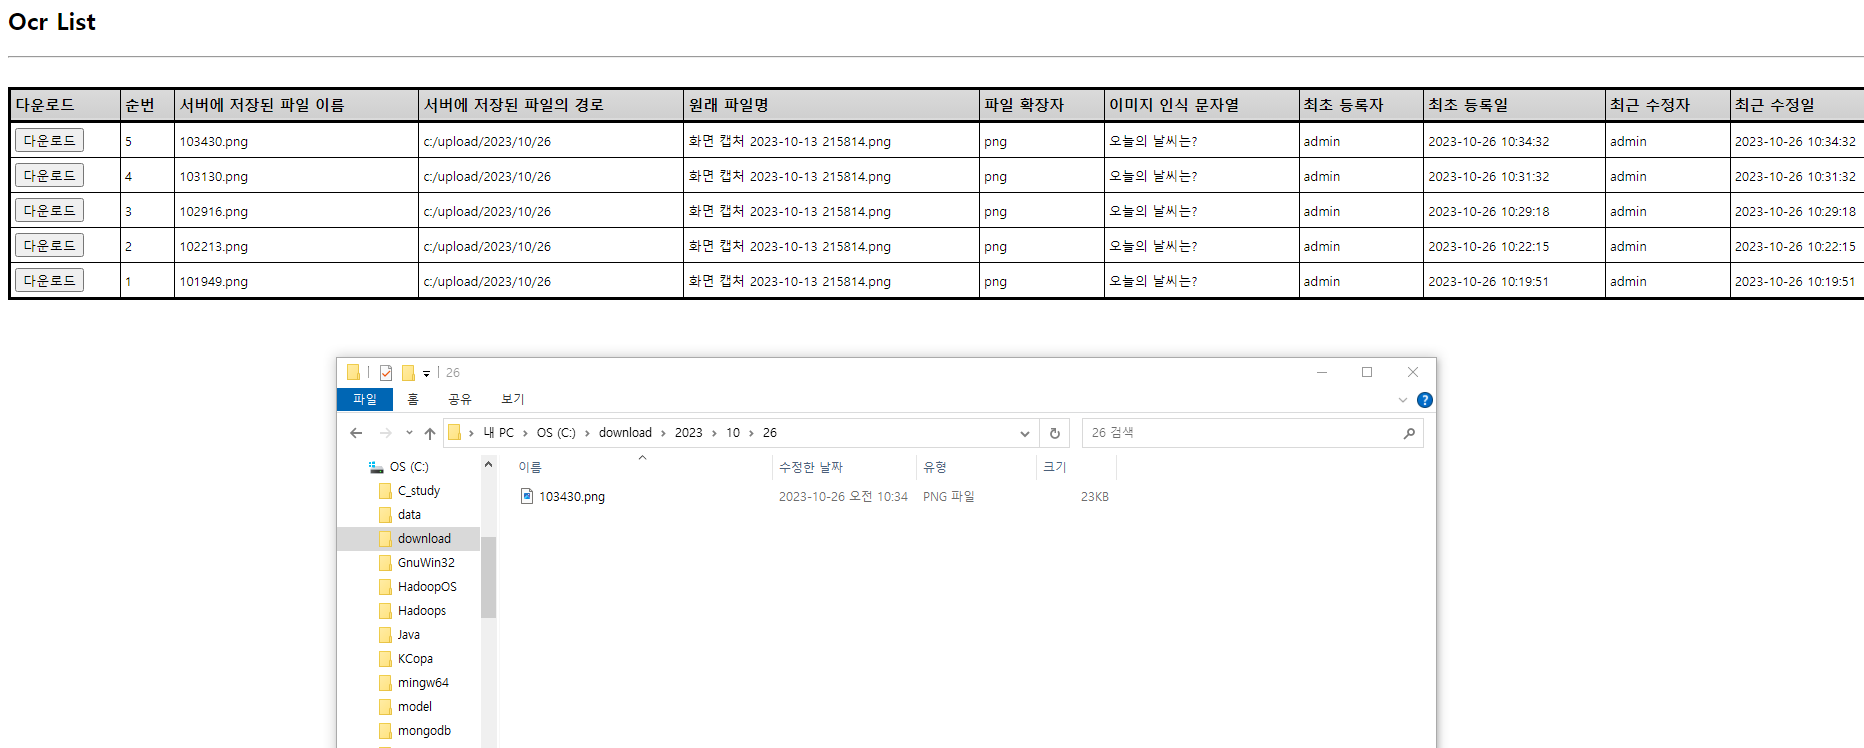 Ocr List
다운로드 순번 서버에 저장된 파일 이름 서버에 저장된 파일의 경로 원래 파일명 파일 확장자 이미지 인식 문자열 최초 등록자 최초 등록일 최근 수정자 최근 수정일
다운로드 5 103430.png c:/upload/2023/10/26 화면 캡처 2023-10-13 215814.png png 오늘의 날씨는? admin 2023-10-26 10:34:32 admin 2023-10-26 10:34:32
다운로드 4 103130.png c:/upload/2023/10/26 화면 캡처 2023-10-13 215814.png png 오늘의 날씨는? admin 2023-10-26 10:31:32 admin 2023-10-26 10:31:32
다운로드 3 102916.png c:/upload/2023/10/26 화면 캡처 2023-10-13 215814.png png 오늘의 날씨는? admin 2023-10-26 10:29:18 admin 2023-10-26 10:29:18
다운로드 2 102213.png c:/upload/2023/10/26 화면 캡처 2023-10-13 215814.png png 오늘의 날씨는? admin 2023-10-26 10:22:15 admin 2023-10-26 10:22:15
다운로드 1 101949.png c:/upload/2023/10/26 화면 캡처 2023-10-13 215814.png png 오늘의 날씨는? admin 2023-10-26 10:19:51 admin 2023-10-26 10:19:51
26
파일 홈 공유 보기
내 PC OS (C:) download 2023 10 26 26 검색
이름 수정한 날짜 유형 크기
103430.png 2023-10-26 오전 10:34 PNG 파일 23KB
OS (C:)
C_study
data
download
GnuWin32
HadoopOS
Hadoops
Java
KCopa
mingw64
model
mongodb